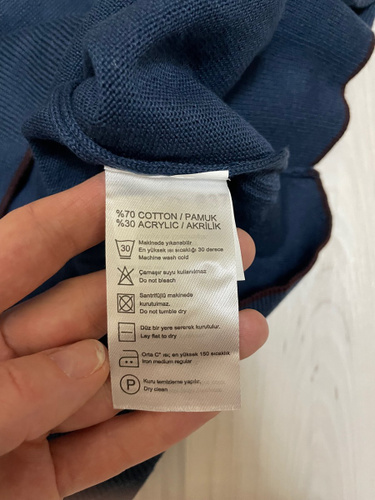 %70 COTTON / PAMUK
%30 ACRYLIC / AKRİLİK
30
Makinede yıkanabilir
En yüksek ısı sıcaklığı 30 derece
Machine wash cold
Çamaşır suyu kullanılmaz
Do not bleach
Santrifüjlü makinede
kurutulmaz.
Do not tumble dry
Düz bir yere sererek kurutulur.
Lay flat to dry
Orta C° ısı; en yüksek 150 sıcaklık
Iron medium regular
P
Kuru temizleme yapılır.
Dry clean